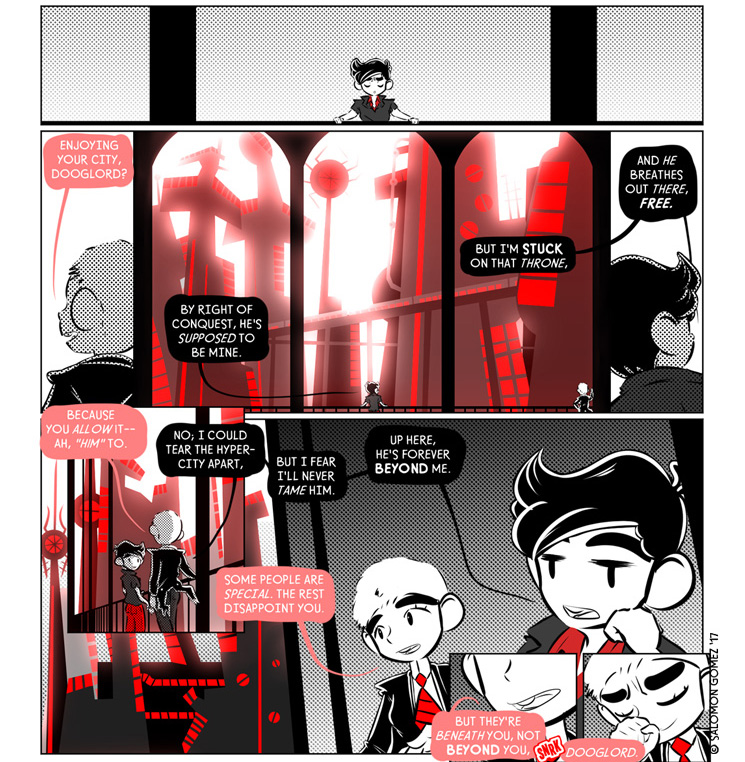 ENJOYING
YOUR CITY,
DOOGLORD?
BY RIGHT OF
CONQUEST, HE'S
SUPPOSED TO
BE MINE.
BUT I'M STUCK
ON THAT THRONE,
AND HE
BREATHES
OUT THERE,
FREE.
BECAUSE
YOU ALLOW IT--
AH, "HIM" TO.
NO; I COULD
TEAR THE HYPER-
CITY APART,
BUT I FEAR
I'LL NEVER
TAME HIM.
UP HERE,
HE'S FOREVER
BEYOND ME.
SOME PEOPLE ARE
SPECIAL. THE REST
DISAPPOINT YOU.
BUT THEY'RE
BENEATH YOU, NOT
BEYOND YOU,
SNRK
DOOGLORD.
© SALOMON GOMEZ '17